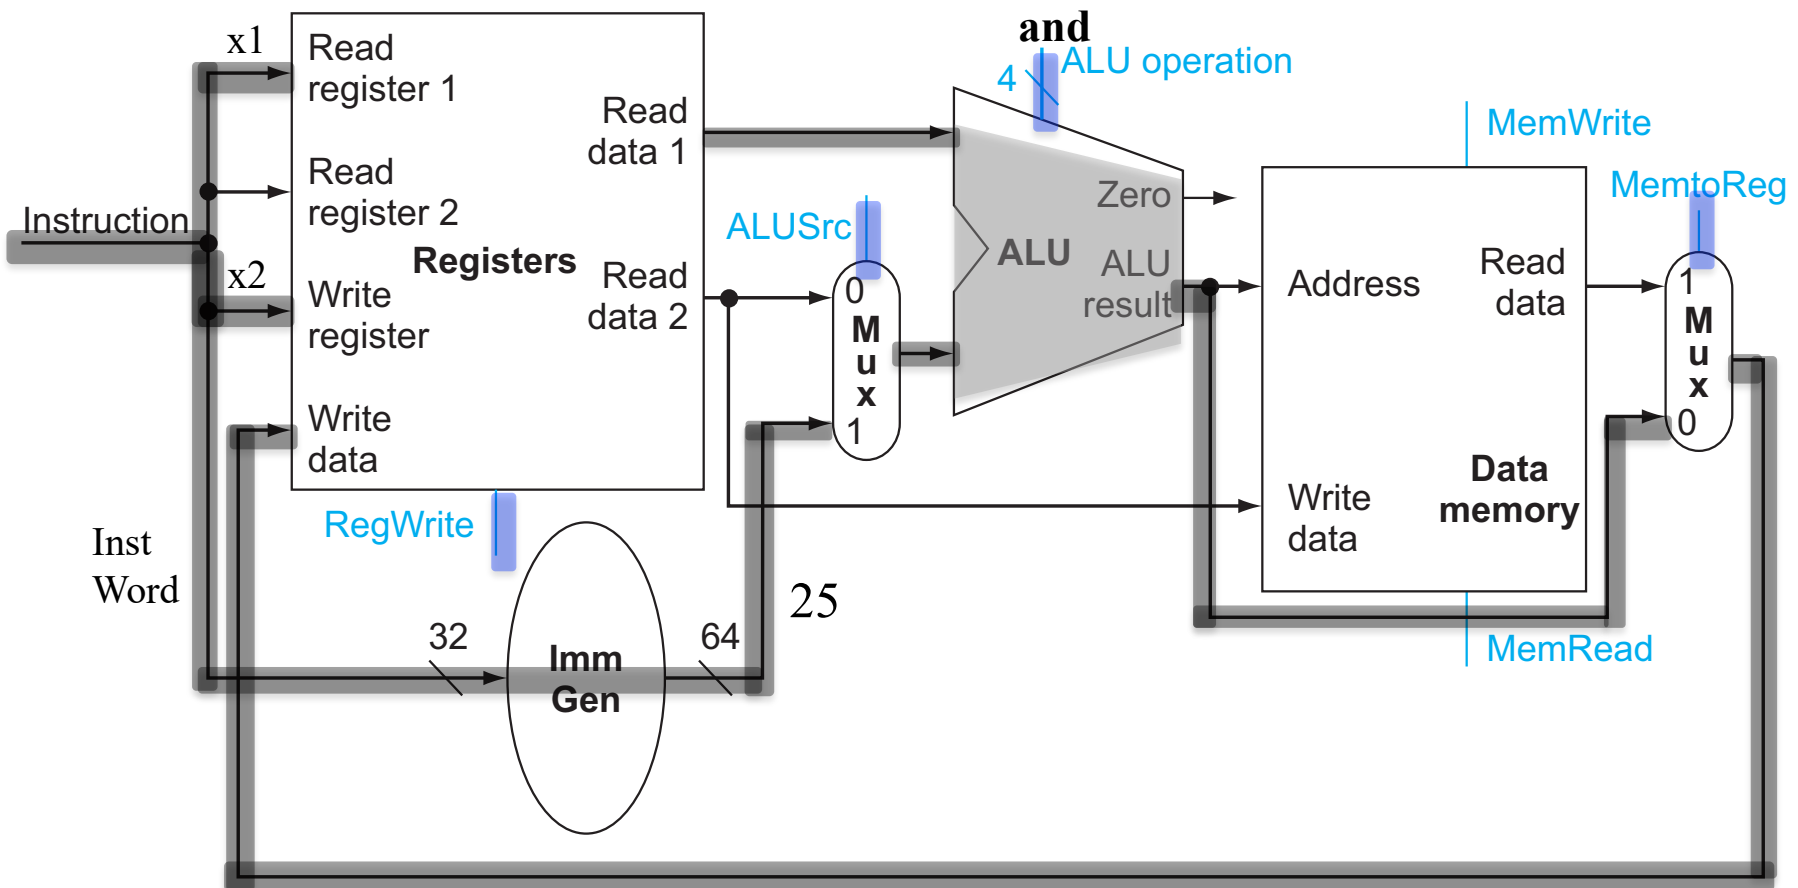 and
x1
Read
register 1
4
ALU operation
Read
data 1
MemWrite
Read
register 2
Zero
MemtoReg
Instruction
ALUSrc
Registers
ALU
ALU
result
x2
Write
register
Read
data 2
0
M
u
x
1
Address
Read
data
1
M
u
x
0
Write
data
Data
memory
Write
data
RegWrite
Inst
Word
25
32
64
Imm
Gen
MemRead